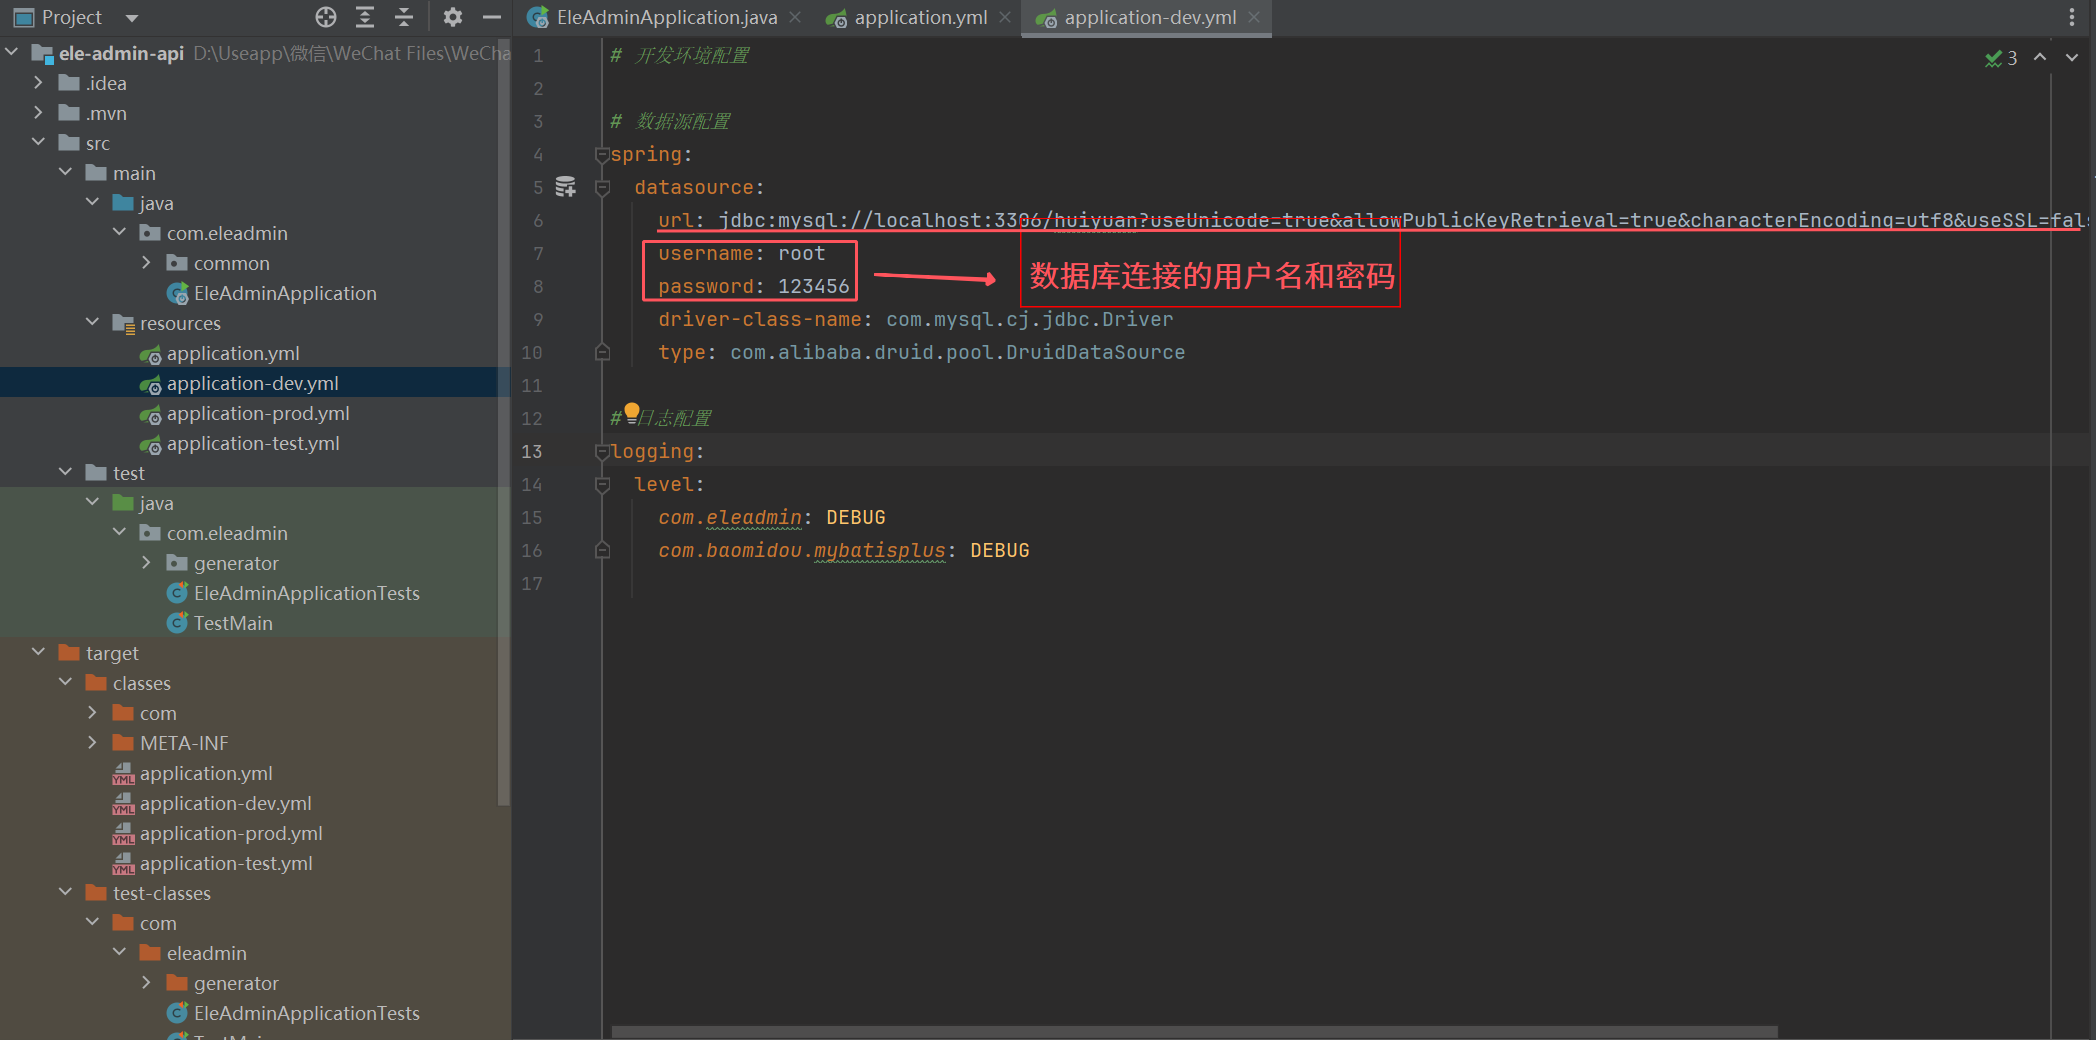 Project
ele-admin-api D:\Useapp\微信\WeChat Files\WeCha
.idea
.mvn
src
main
java
com.eleadmin
common
EleAdminApplication
resources
application.yml
application-dev.yml
application-prod.yml
application-test.yml
test
java
com.eleadmin
generator
EleAdminApplicationTests
TestMain
target
classes
com
META-INF
application.yml
application-dev.yml
application-prod.yml
application-test.yml
test-classes
com
eleadmin
generator
EleAdminApplicationTests
EleAdminApplication.java application.yml application-dev.yml
3
1 # 开发环境配置
2
3 # 数据源配置
4 spring:
5 datasource:
6 url: jdbc:mysql://localhost:3306/huiyuan?useUnicode=true&allowPublicKeyRetrieval=true&characterEncoding=utf8&useSSL=fals
7 username: root
8 password: 123456
数据库连接的用户名和密码
9 driver-class-name: com.mysql.cj.jdbc.Driver
10 type: com.alibaba.druid.pool.DruidDataSource
11
12 # 日志配置
13 logging:
14 level:
15 com.eleadmin: DEBUG
16 com.baomidou.mybatisplus: DEBUG
17